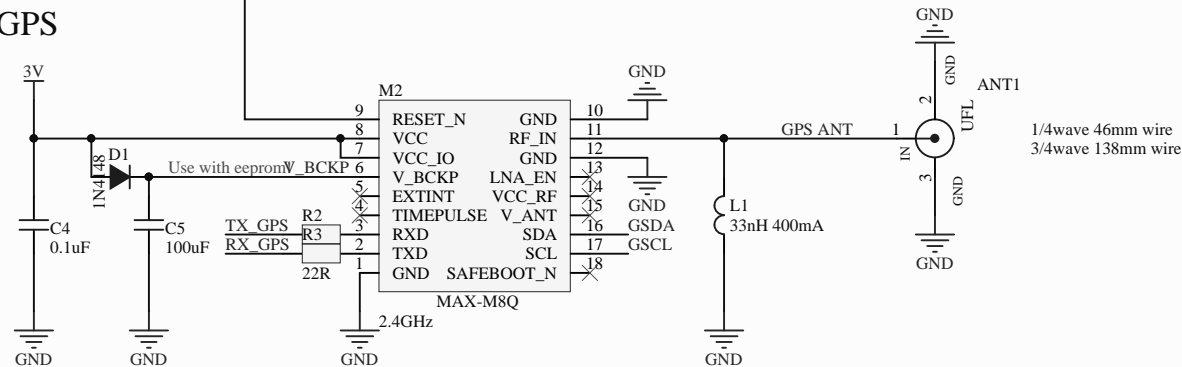 GPS
3V
D1
1N4148
Use with eeprom
V_BCKP
C4
0.1uF
C5
100uF
TX_GPS
RX_GPS
R2
R3
22R
GND
GND
GND
M2
9 RESET_N
8 VCC
7 VCC_IO
6 V_BCKP
5 EXTINT
4 TIMEPULSE
3 RXD
2 TXD
1 GND
GND 10
RF_IN 11
GND 12
LNA_EN 13
VCC_RF 14
V_ANT 15
SDA 16
SCL 17
SAFEBOOT_N 18
MAX-M8Q
2.4GHz
GND
GND
GSDA
GSCL
GPS ANT
L1
33nH 400mA
GND
GND
GND
2
ANT1
UFL
1
IN
3
GND
GND
1/4wave 46mm wire
3/4wave 138mm wire